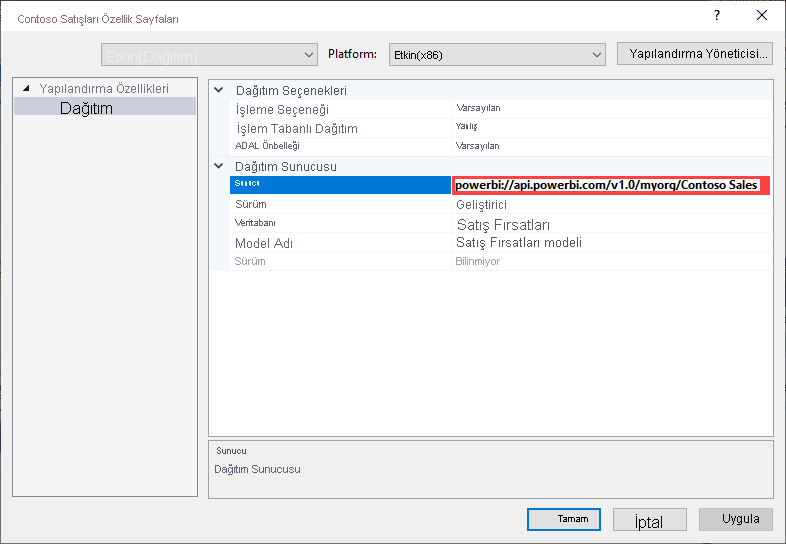 Contoso Satışları Özellik Sayfaları
Etkin(Dağıtım) Platform: Etkin(x86) Yapılandırma Yöneticisi...
Yapılandırma Özellikleri
Dağıtım
Dağıtım Seçenekleri
İşleme Seçeneği Varsayılan
İşlem Tabanlı Dağıtım Yanlış
ADAL Önbelleği Varsayılan
Dağıtım Sunucusu
Sunucu powerbi://api.powerbi.com/v1.0/myorq/Contoso Sales
Sürüm Geliştirici
Veritabanı Satış Fırsatları
Model Adı Satış Fırsatları modeli
Sürüm Bilinmiyor
Sunucu
Dağıtım Sunucusu
Tamam İptal Uygula